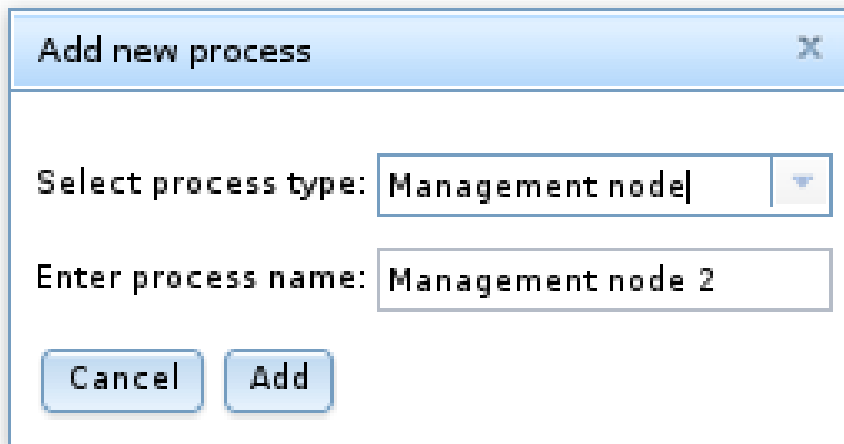 Add new process
Select process type: Management node
Enter process name: Management node 2
Cancel Add